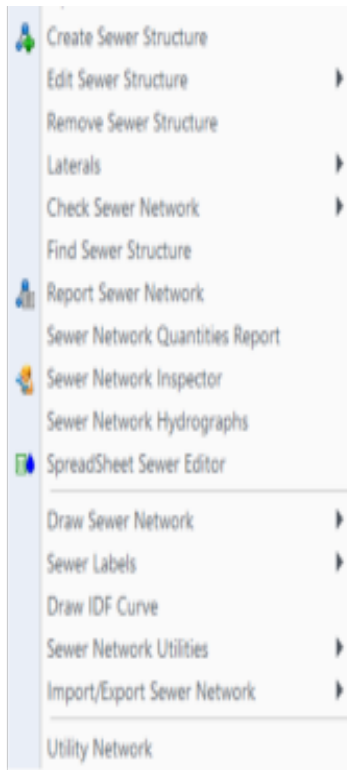 Create Sewer Structure
Edit Sewer Structure
Remove Sewer Structure
Laterals
Check Sewer Network
Find Sewer Structure
Report Sewer Network
Sewer Network Quantities Report
Sewer Network Inspector
Sewer Network Hydrographs
SpreadSheet Sewer Editor
Draw Sewer Network
Sewer Labels
Draw IDF Curve
Sewer Network Utilities
Import/Export Sewer Network
Utility Network